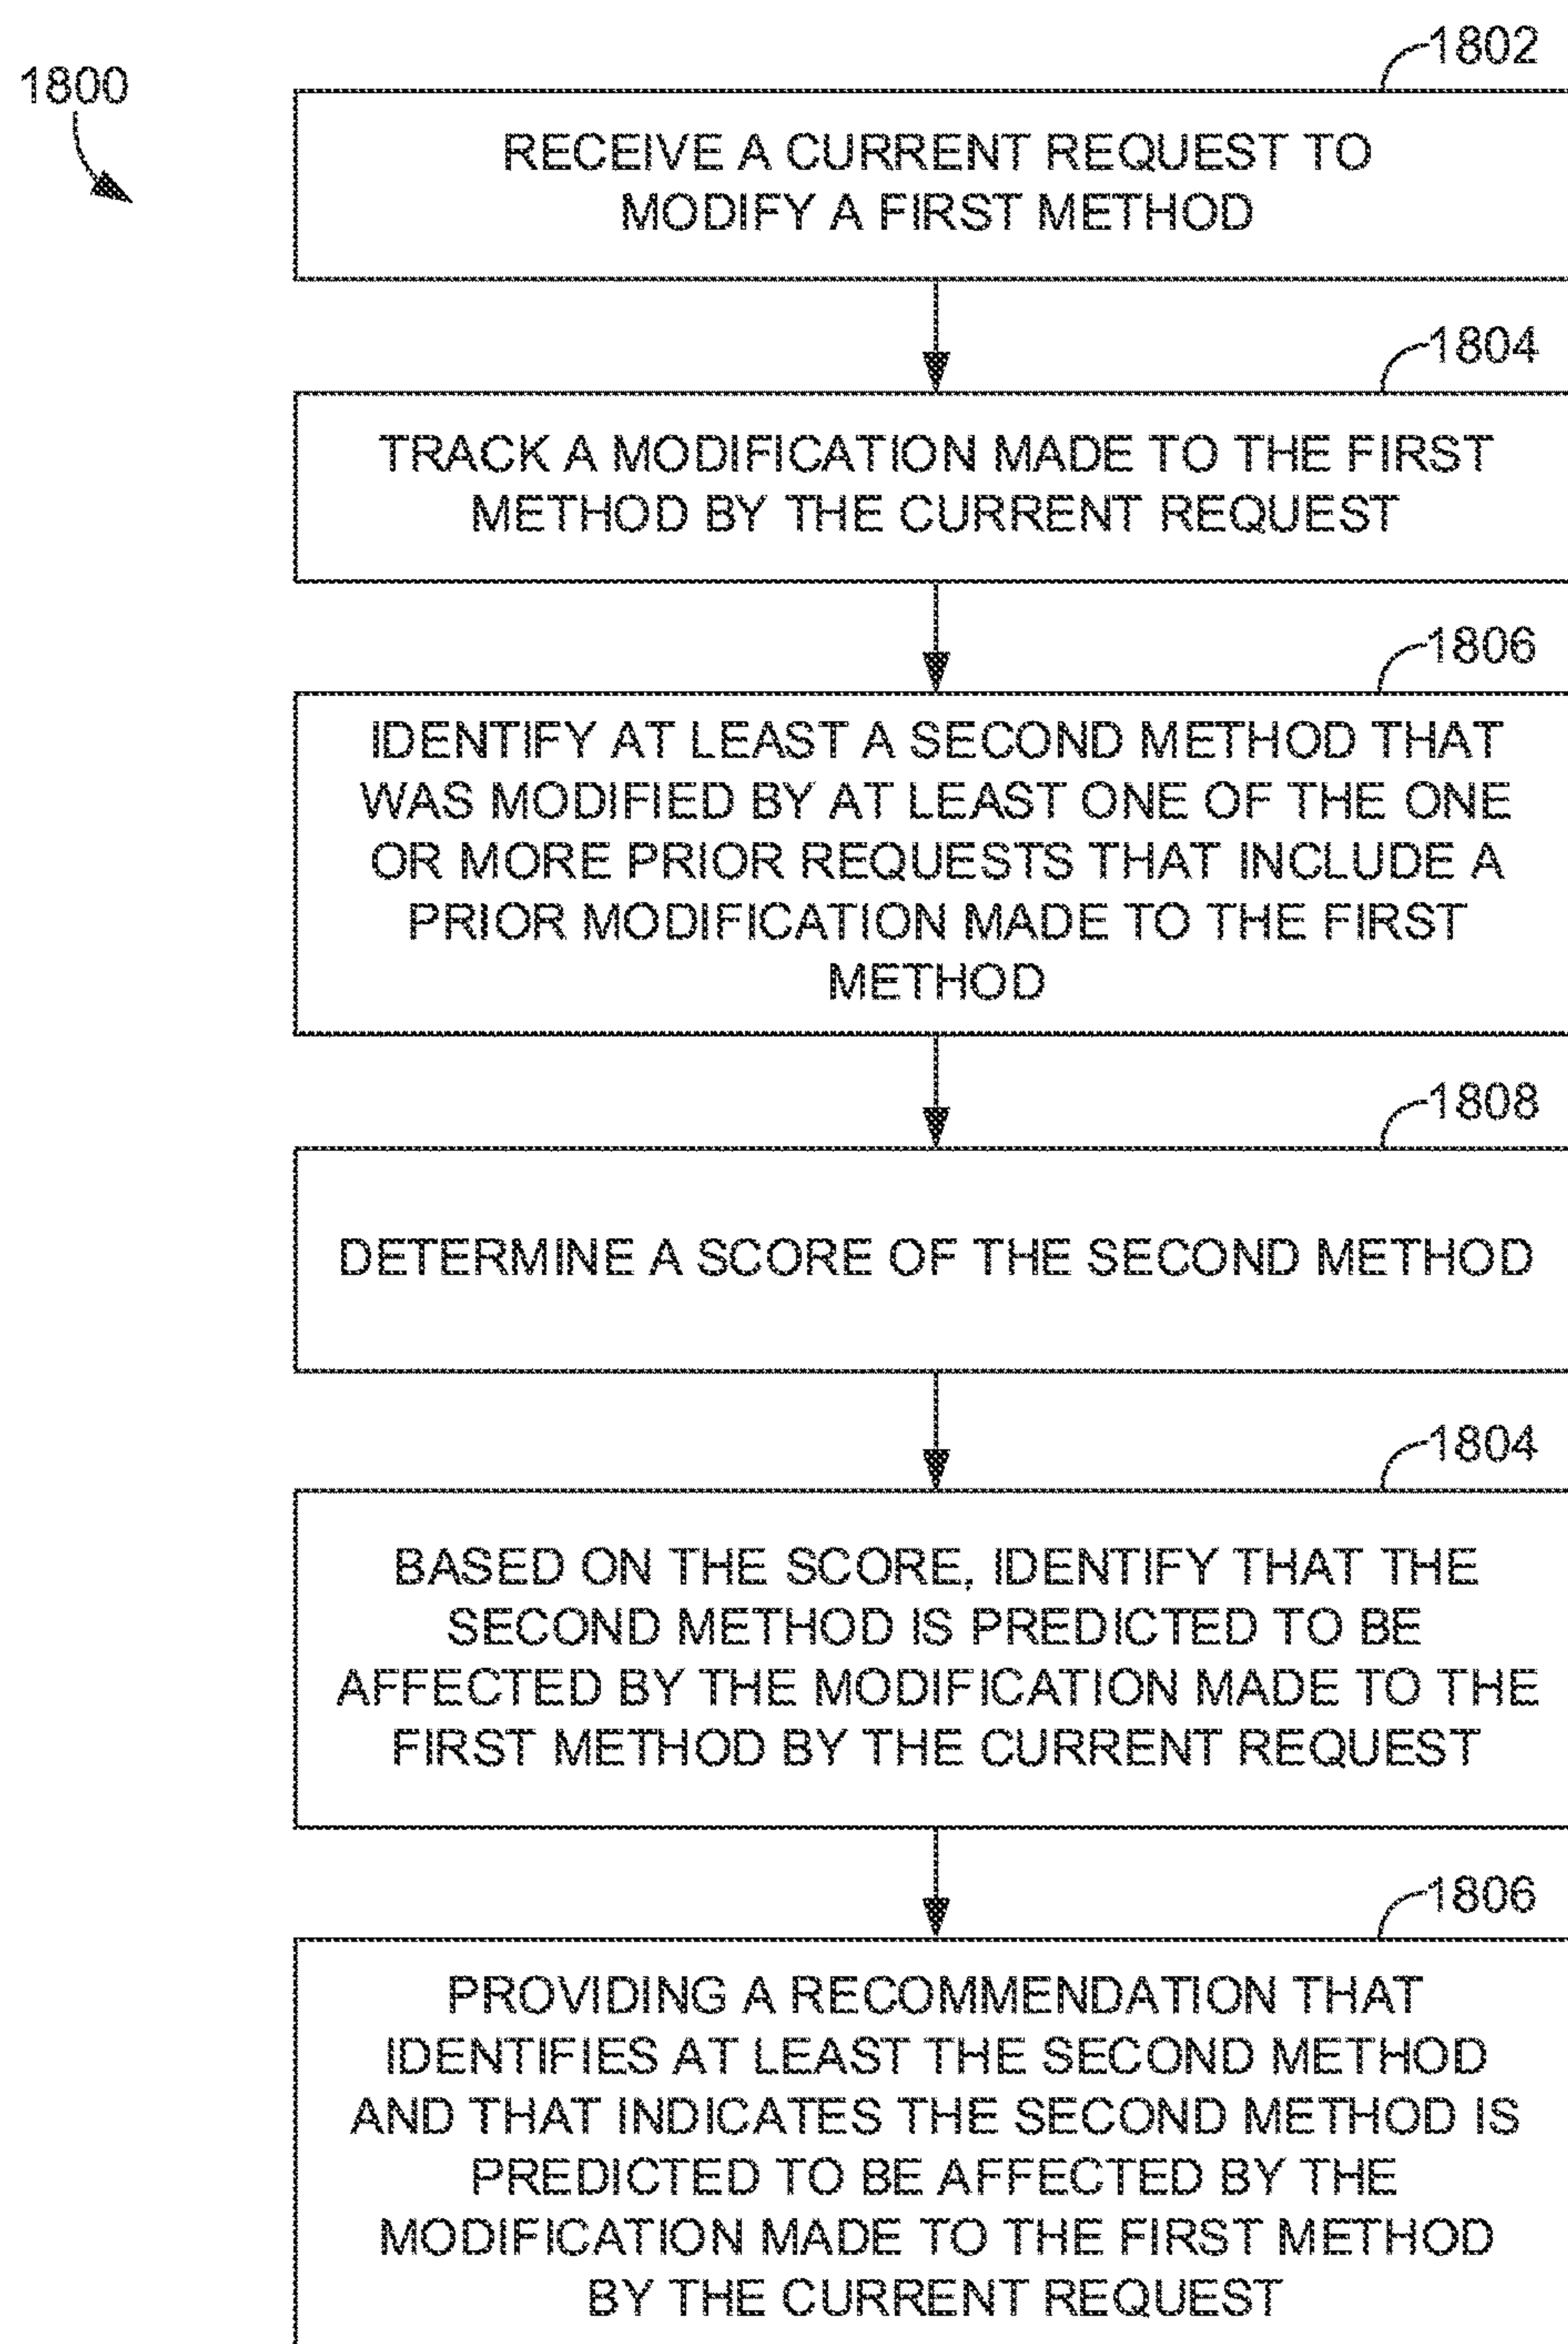 1800
1802
RECEIVE A CURRENT REQUEST TO
MODIFY A FIRST METHOD
1804
TRACK A MODIFICATION MADE TO THE FIRST
METHOD BY THE CURRENT REQUEST
1806
IDENTIFY AT LEAST A SECOND METHOD THAT
WAS MODIFIED BY AT LEAST ONE OF THE ONE
OR MORE PRIOR REQUESTS THAT INCLUDE A
PRIOR MODIFICATION MADE TO THE FIRST
METHOD
1808
DETERMINE A SCORE OF THE SECOND METHOD
1804
BASED ON THE SCORE, IDENTIFY THAT THE
SECOND METHOD IS PREDICTED TO BE
AFFECTED BY THE MODIFICATION MADE TO THE
FIRST METHOD BY THE CURRENT REQUEST
1806
PROVIDING A RECOMMENDATION THAT
IDENTIFIES AT LEAST THE SECOND METHOD
AND THAT INDICATES THE SECOND METHOD IS
PREDICTED TO BE AFFECTED BY THE
MODIFICATION MADE TO THE FIRST METHOD
BY THE CURRENT REQUEST